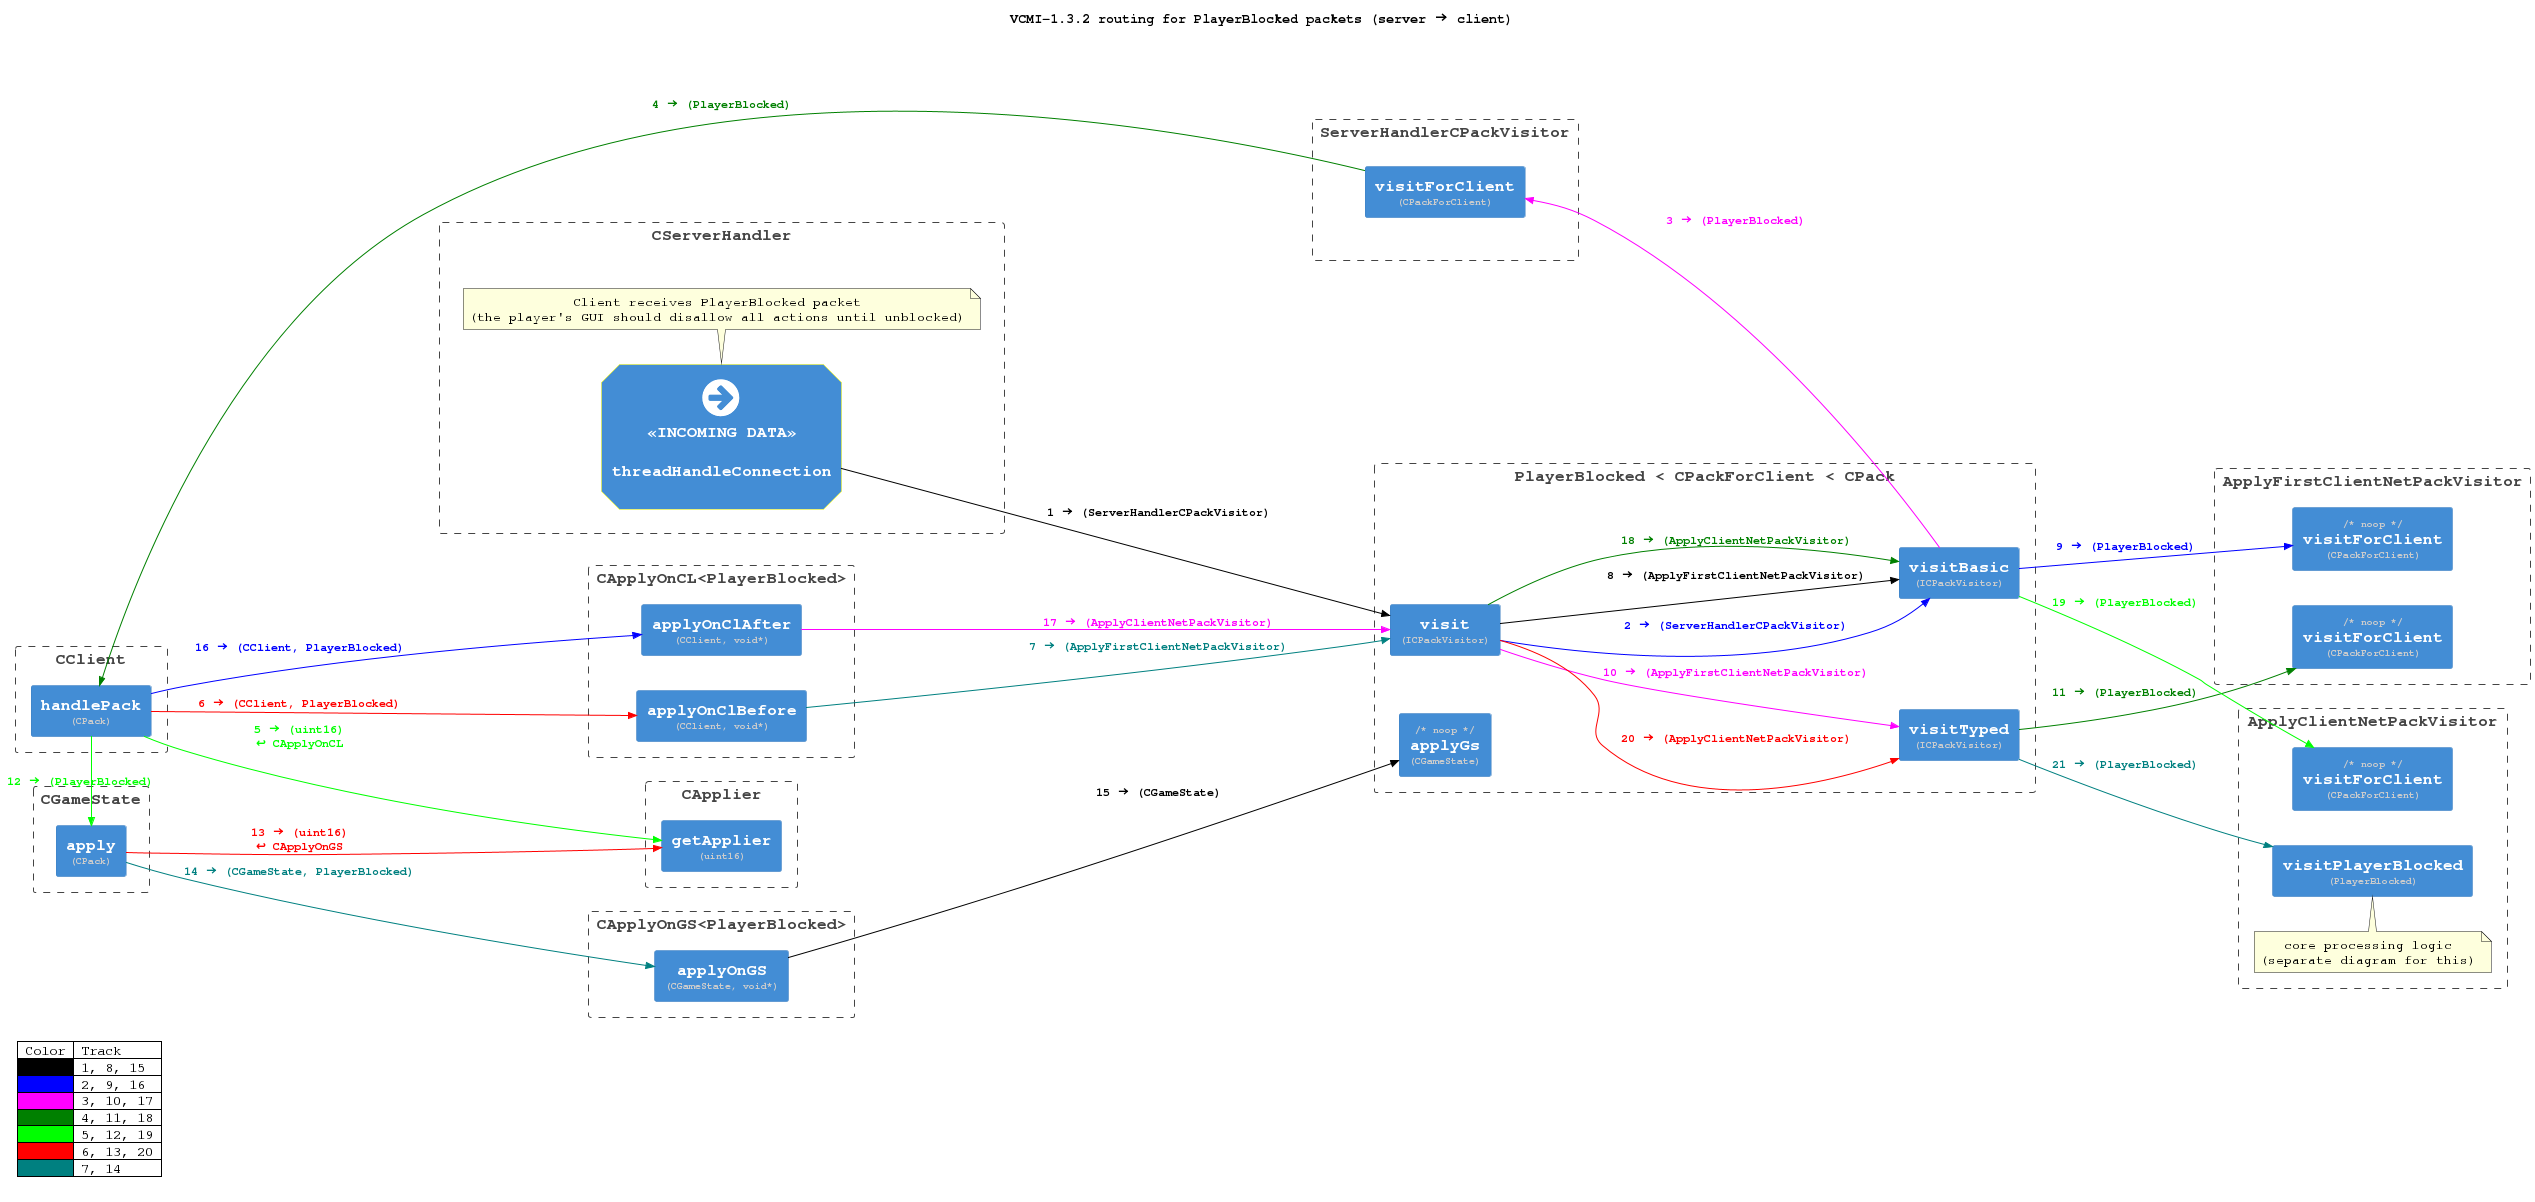 VCMI-1.3.2 routing for PlayerBlocked packets (server → client)
4 → (PlayerBlocked)
ServerHandlerCPackVisitor
visitForClient
(CPackForClient)
3 → (PlayerBlocked)
CServerHandler
Client receives PlayerBlocked packet
(the player's GUI should disallow all actions until unblocked)
«INCOMING DATA»
threadHandleConnection
1 → (ServerHandlerCPackVisitor)
PlayerBlocked < CPackForClient < CPack
18 → (ApplyClientNetPackVisitor)
8 → (ApplyFirstClientNetPackVisitor)
2 → (ServerHandlerCPackVisitor)
10 → (ApplyFirstClientNetPackVisitor)
20 → (ApplyClientNetPackVisitor)
visit
(ICPackVisitor)
/* noop */
applyGs
(CGameState)
visitBasic
(ICPackVisitor)
visitTyped
(ICPackVisitor)
9 → (PlayerBlocked)
19 → (PlayerBlocked)
11 → (PlayerBlocked)
21 → (PlayerBlocked)
ApplyFirstClientNetPackVisitor
/* noop */
visitForClient
(CPackForClient)
/* noop */
visitForClient
(CPackForClient)
ApplyClientNetPackVisitor
/* noop */
visitForClient
(CPackForClient)
visitPlayerBlocked
(PlayerBlocked)
core processing logic
(separate diagram for this)
CApplyOnCL<PlayerBlocked>
applyOnClAfter
(CClient, void*)
applyOnClBefore
(CClient, void*)
17 → (ApplyClientNetPackVisitor)
7 → (ApplyFirstClientNetPackVisitor)
CClient
handlePack
(CPack)
16 → (CClient, PlayerBlocked)
6 → (CClient, PlayerBlocked)
5 → (uint16)
↩ CApplyOnCL
12 → (PlayerBlocked)
CGameState
apply
(CPack)
13 → (uint16)
↩ CApplyOnGS
14 → (CGameState, PlayerBlocked)
CApplier
getApplier
(uint16)
15 → (CGameState)
CApplyOnGS<PlayerBlocked>
applyOnGS
(CGameState, void*)
Color Track
1, 8, 15
2, 9, 16
3, 10, 17
4, 11, 18
5, 12, 19
6, 13, 20
7, 14